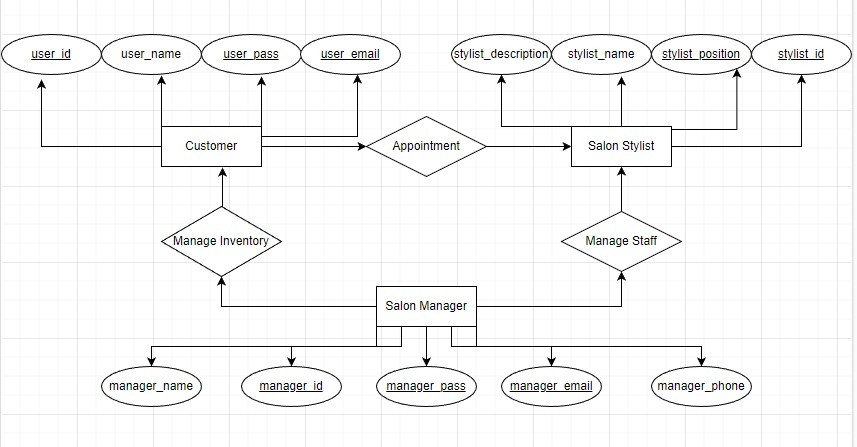 user_id
user_name
user_pass
user_email
stylist_description
stylist_name
stylist_position
stylist_id
Customer
Appointment
Salon Stylist
Manage Inventory
Manage Staff
Salon Manager
manager_name
manager_id
manager_pass
manager_email
manager_phone